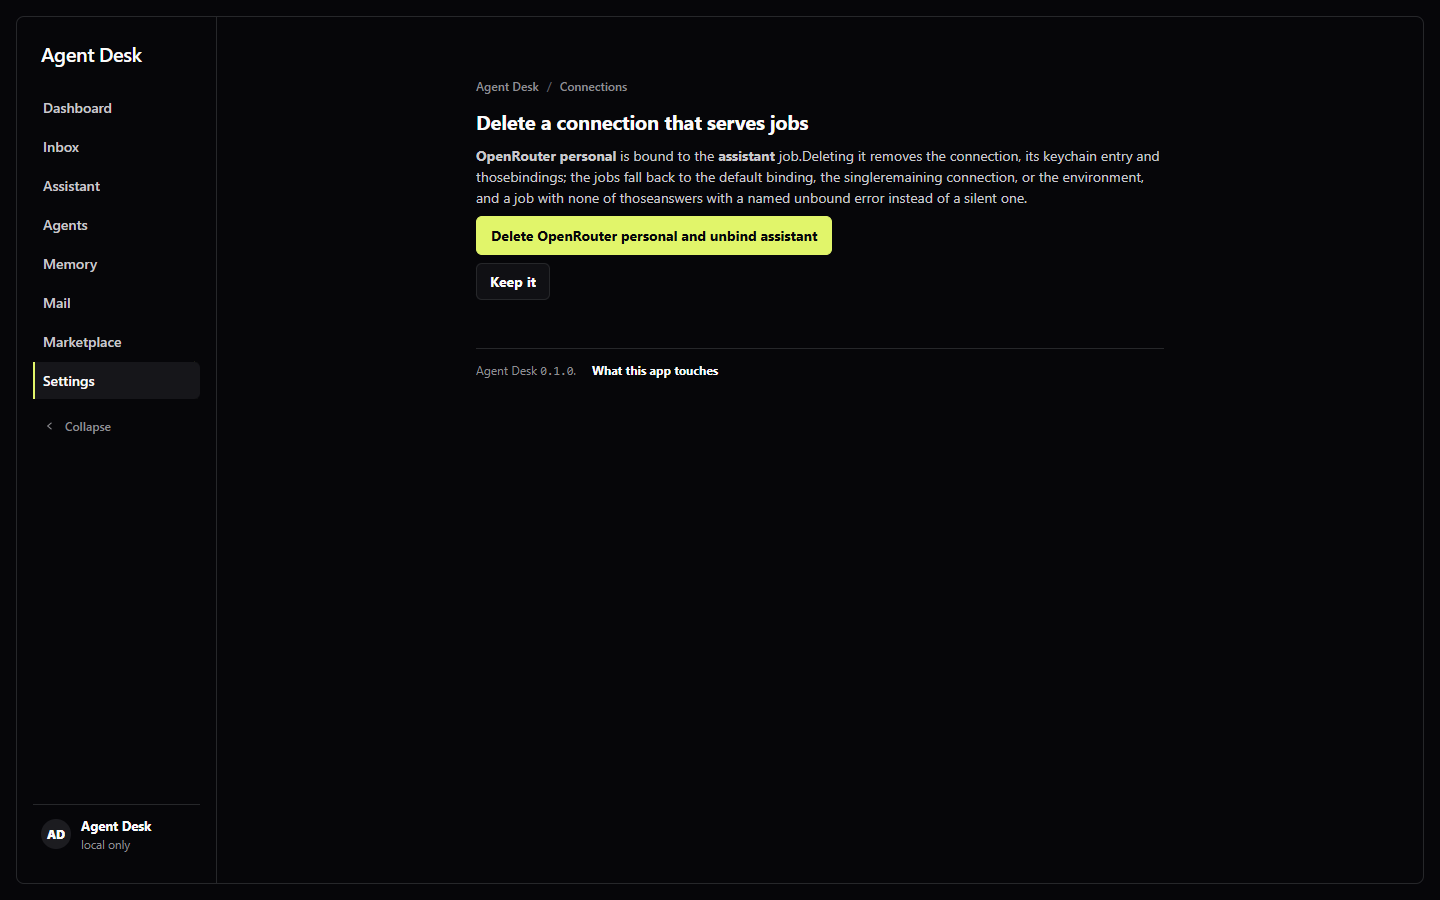 Agent Desk
Dashboard
Inbox
Assistant
Agents
Memory
Mail
Marketplace
Settings
Collapse
AD
Agent Desk
local only
Agent Desk / Connections
Delete a connection that serves jobs
OpenRouter personal is bound to the assistant job.Deleting it removes the connection, its keychain entry and
thosebindings; the jobs fall back to the default binding, the singleremaining connection, or the environment,
and a job with none of thoseanswers with a named unbound error instead of a silent one.
Delete OpenRouter personal and unbind assistant
Keep it
Agent Desk 0.1.0. What this app touches